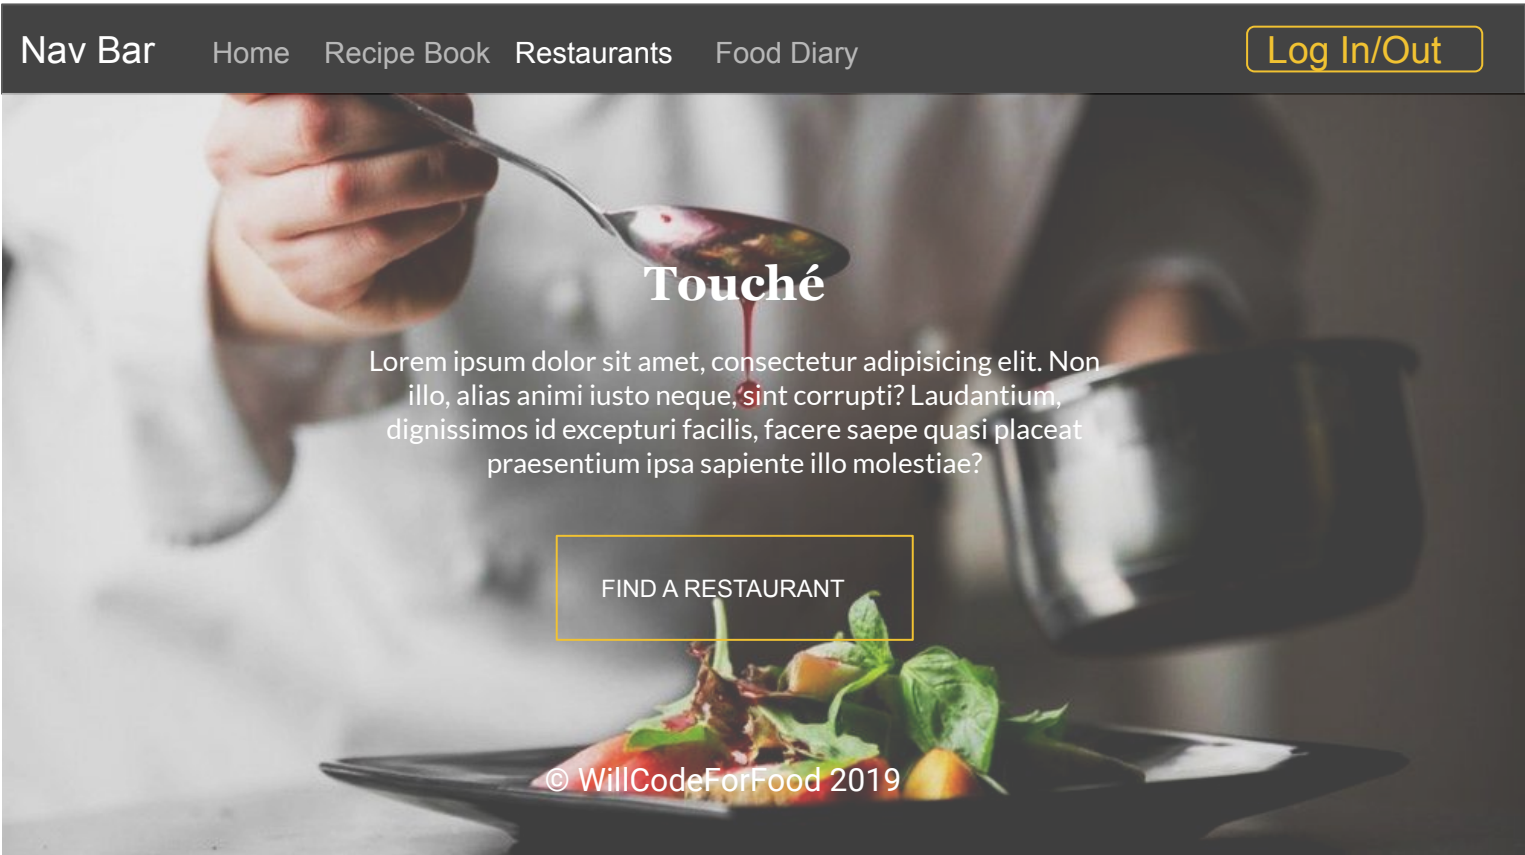 Nav Bar Home Recipe Book Restaurants Food Diary Log In/Out
Touché
Lorem ipsum dolor sit amet, consectetur adipisicing elit. Non
illo, alias animi iusto neque, sint corrupti? Laudantium,
dignissimos id excepturi facilis, facere saepe quasi placeat
praesentium ipsa sapiente illo molestiae?
FIND A RESTAURANT
© WillCodeForFood 2019